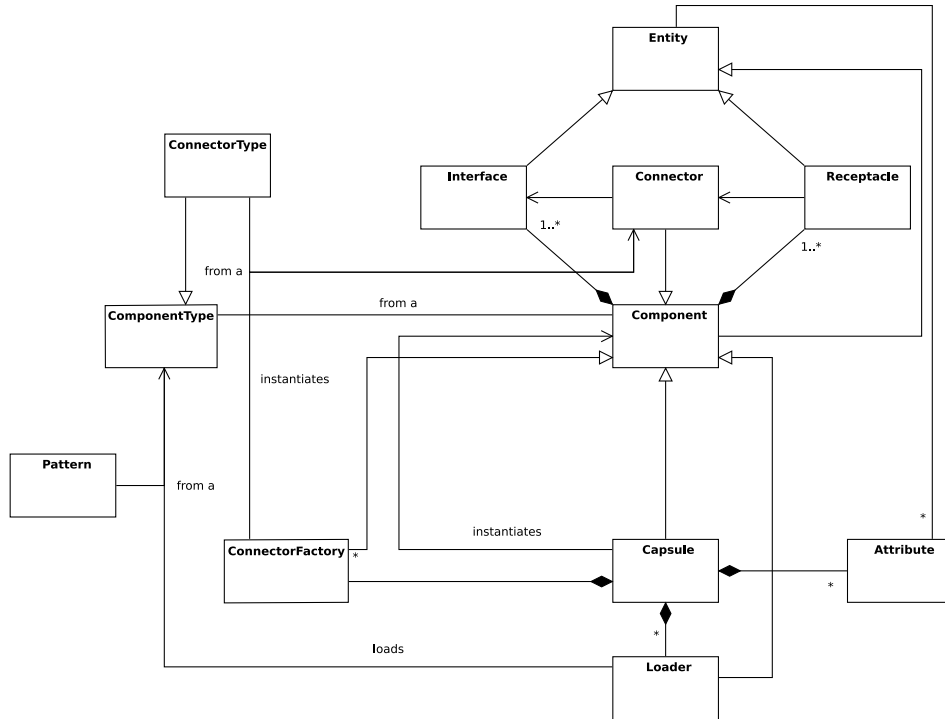 Entity
ConnectorType
Interface
Connector
Receptacle
1..*
1..*
from a
from a
ComponentType
Component
instantiates
Pattern
from a
*
instantiates
ConnectorFactory
*
Capsule
Attribute
*
*
loads
Loader